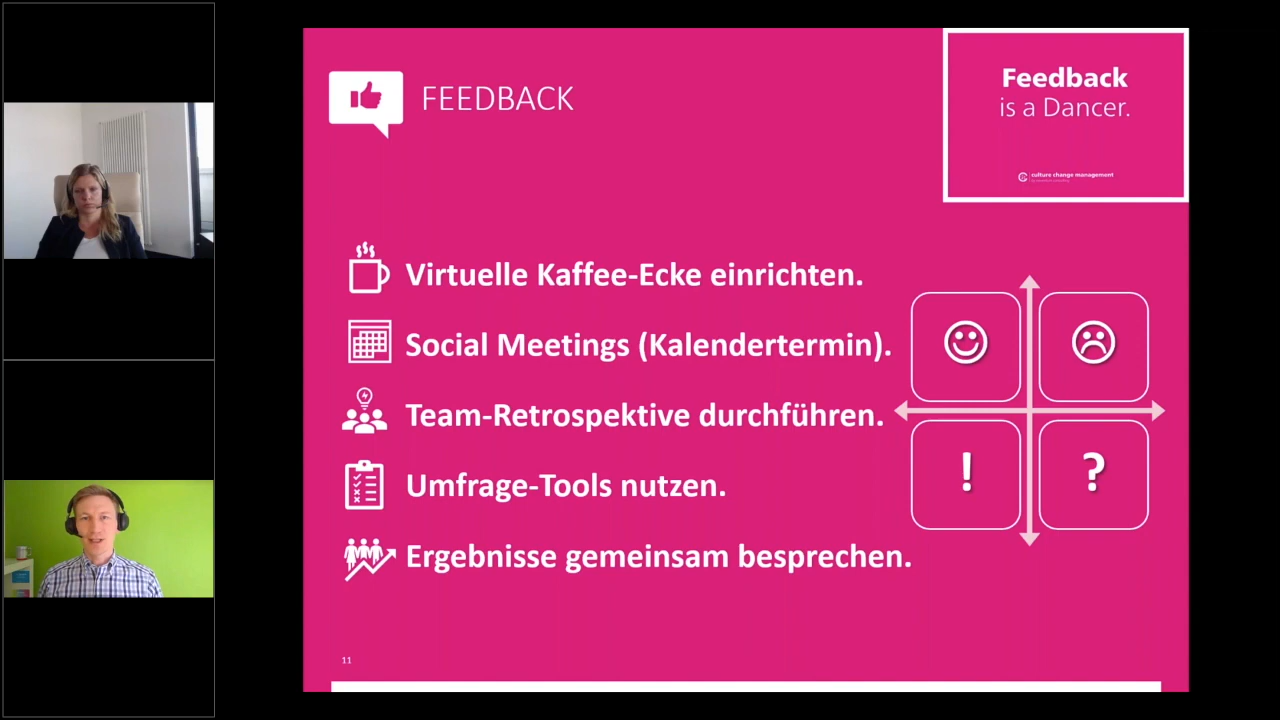 FEEDBACK
Feedback
is a Dancer.
culture change management
Virtuelle Kaffee-Ecke einrichten.
Social Meetings (Kalendertermin).
Team-Retrospektive durchführen.
Umfrage-Tools nutzen.
Ergebnisse gemeinsam besprechen.
!
?
11